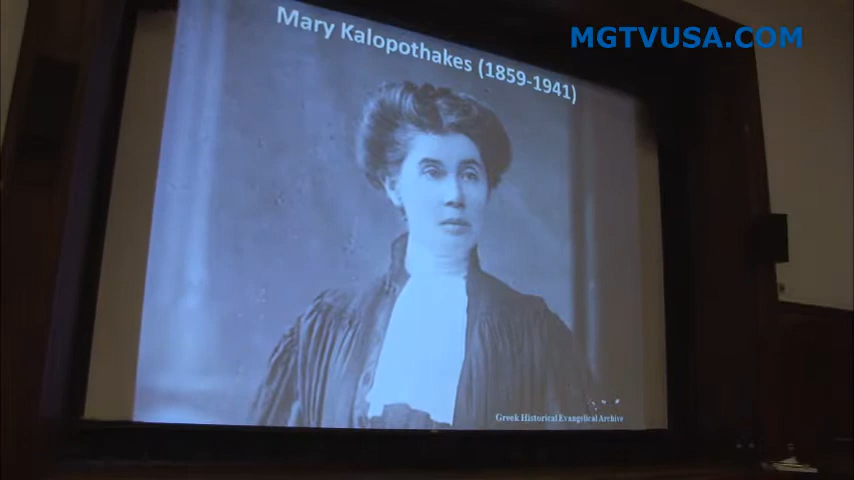 MGTVUSA.COM
Mary Kalopothakes (1859-1941)
Greek Historical Evangelical Archive